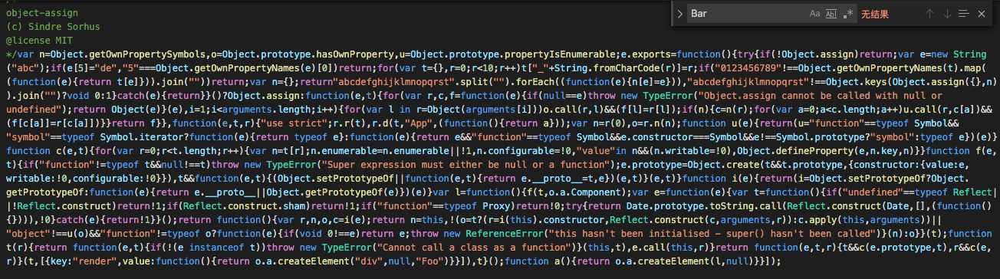 Bar
Aa
Ab
.*
无结果
object-assign
(c) Sindre Sorhus
@license MIT
*/var n=Object.getOwnPropertySymbols,o=Object.prototype.hasOwnProperty,u=Object.prototype.propertyIsEnumerable;e.exports=function(){try{if(!Object.assign)return;var e=new String
("abc");if(e[5]="de","5"===Object.getOwnPropertyNames(e)[0])return;for(var t={},r=0;r<10;r++)t["_"+String.fromCharCode(r)]=r;if("0123456789"!==Object.getOwnPropertyNames(t).map(
(function(e){return t[e]})).join(""))return;var n={};return"abcdefghijklmnopqrst".split("").forEach((function(e){n[e]=e})),"abcdefghijklmnopqrst"!==Object.keys(Object.assign({},n)
).join("")?void 0:1}catch(e){return}}()?Object.assign:function(e,t){for(var r,c,f=function(e){if(null==e)throw new TypeError("Object.assign cannot be called with null or
undefined");return Object(e)}(e),i=1;i<arguments.length;i++){for(var l in r=Object(arguments[i]))o.call(r,l)&&(f[l]=r[l]);if(n){c=n(r);for(var a=0;a<c.length;a++)u.call(r,c[a])&&
(f[c[a]]=r[c[a]])}}return f}},function(e,t,r){"use strict";r.r(t),r.d(t,"App",(function(){return a}));var n=r(0),o=r.n(n);function u(e){return(u="function"==typeof Symbol&&
"symbol"==typeof Symbol.iterator?function(e){return typeof e}:function(e){return e&&"function"==typeof Symbol&&e.constructor===Symbol&&e!==Symbol.prototype?"symbol":typeof e})(e)}
function c(e,t){for(var r=0;r<t.length;r++){var n=t[r];n.enumerable=n.enumerable||!1,n.configurable=!0,"value"in n&&(n.writable=!0),Object.defineProperty(e,n.key,n)}}function f(e,
t){if("function"!=typeof t&&null!==t)throw new TypeError("Super expression must either be null or a function");e.prototype=Object.create(t&&t.prototype,{constructor:{value:e,
writable:!0,configurable:!0}}),t&&function(e,t){(Object.setPrototypeOf||function(e,t){return e.__proto__=t,e})(e,t)}(e,t)}function i(e){return(i=Object.setPrototypeOf?Object.
getPrototypeOf:function(e){return e.__proto__||Object.getPrototypeOf(e)})(e)}var l=function(){f(t,o.a.Component);var e=function(e){var t=function(){if("undefined"==typeof Reflect|
|!Reflect.construct)return!1;if(Reflect.construct.sham)return!1;if("function"==typeof Proxy)return!0;try{return Date.prototype.toString.call(Reflect.construct(Date,[],(function()
{}))),!0}catch(e){return!1}}();return function(){var r,n,o,c=i(e);return n=this,!(o=t?(r=i(this).constructor,Reflect.construct(c,arguments,r)):c.apply(this,arguments))||
"object"!==u(o)&&"function"!=typeof o?function(e){if(void 0!==e)return e;throw new ReferenceError("this hasn't been initialised - super() hasn't been called")}(n):o}}(t);function
t(r){return function(e,t){if(!(e instanceof t))throw new TypeError("Cannot call a class as a function")}(this,t),e.call(this,r)}return function(e,t,r){t&&c(e.prototype,t),r&&c(e,
r)}(t,[{key:"render",value:function(){return o.a.createElement("div",null,"Foo")}}]),t}();function a(){return o.a.createElement(l,null)}}]);